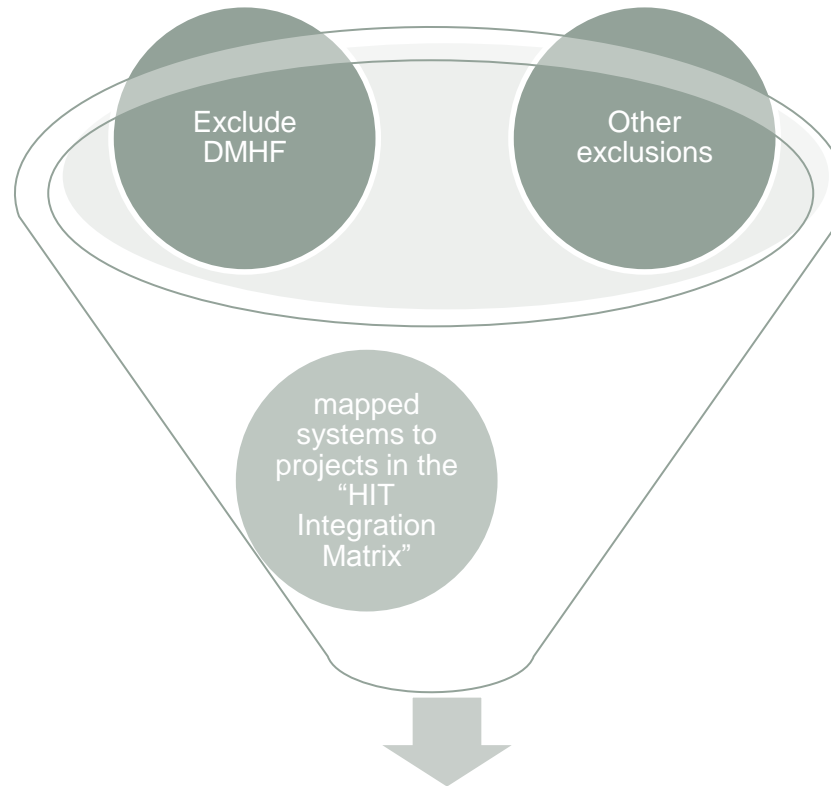 Exclude
DMHF
Other
exclusions
mapped
systems to
projects in the
“HIT
Integration
Matrix”